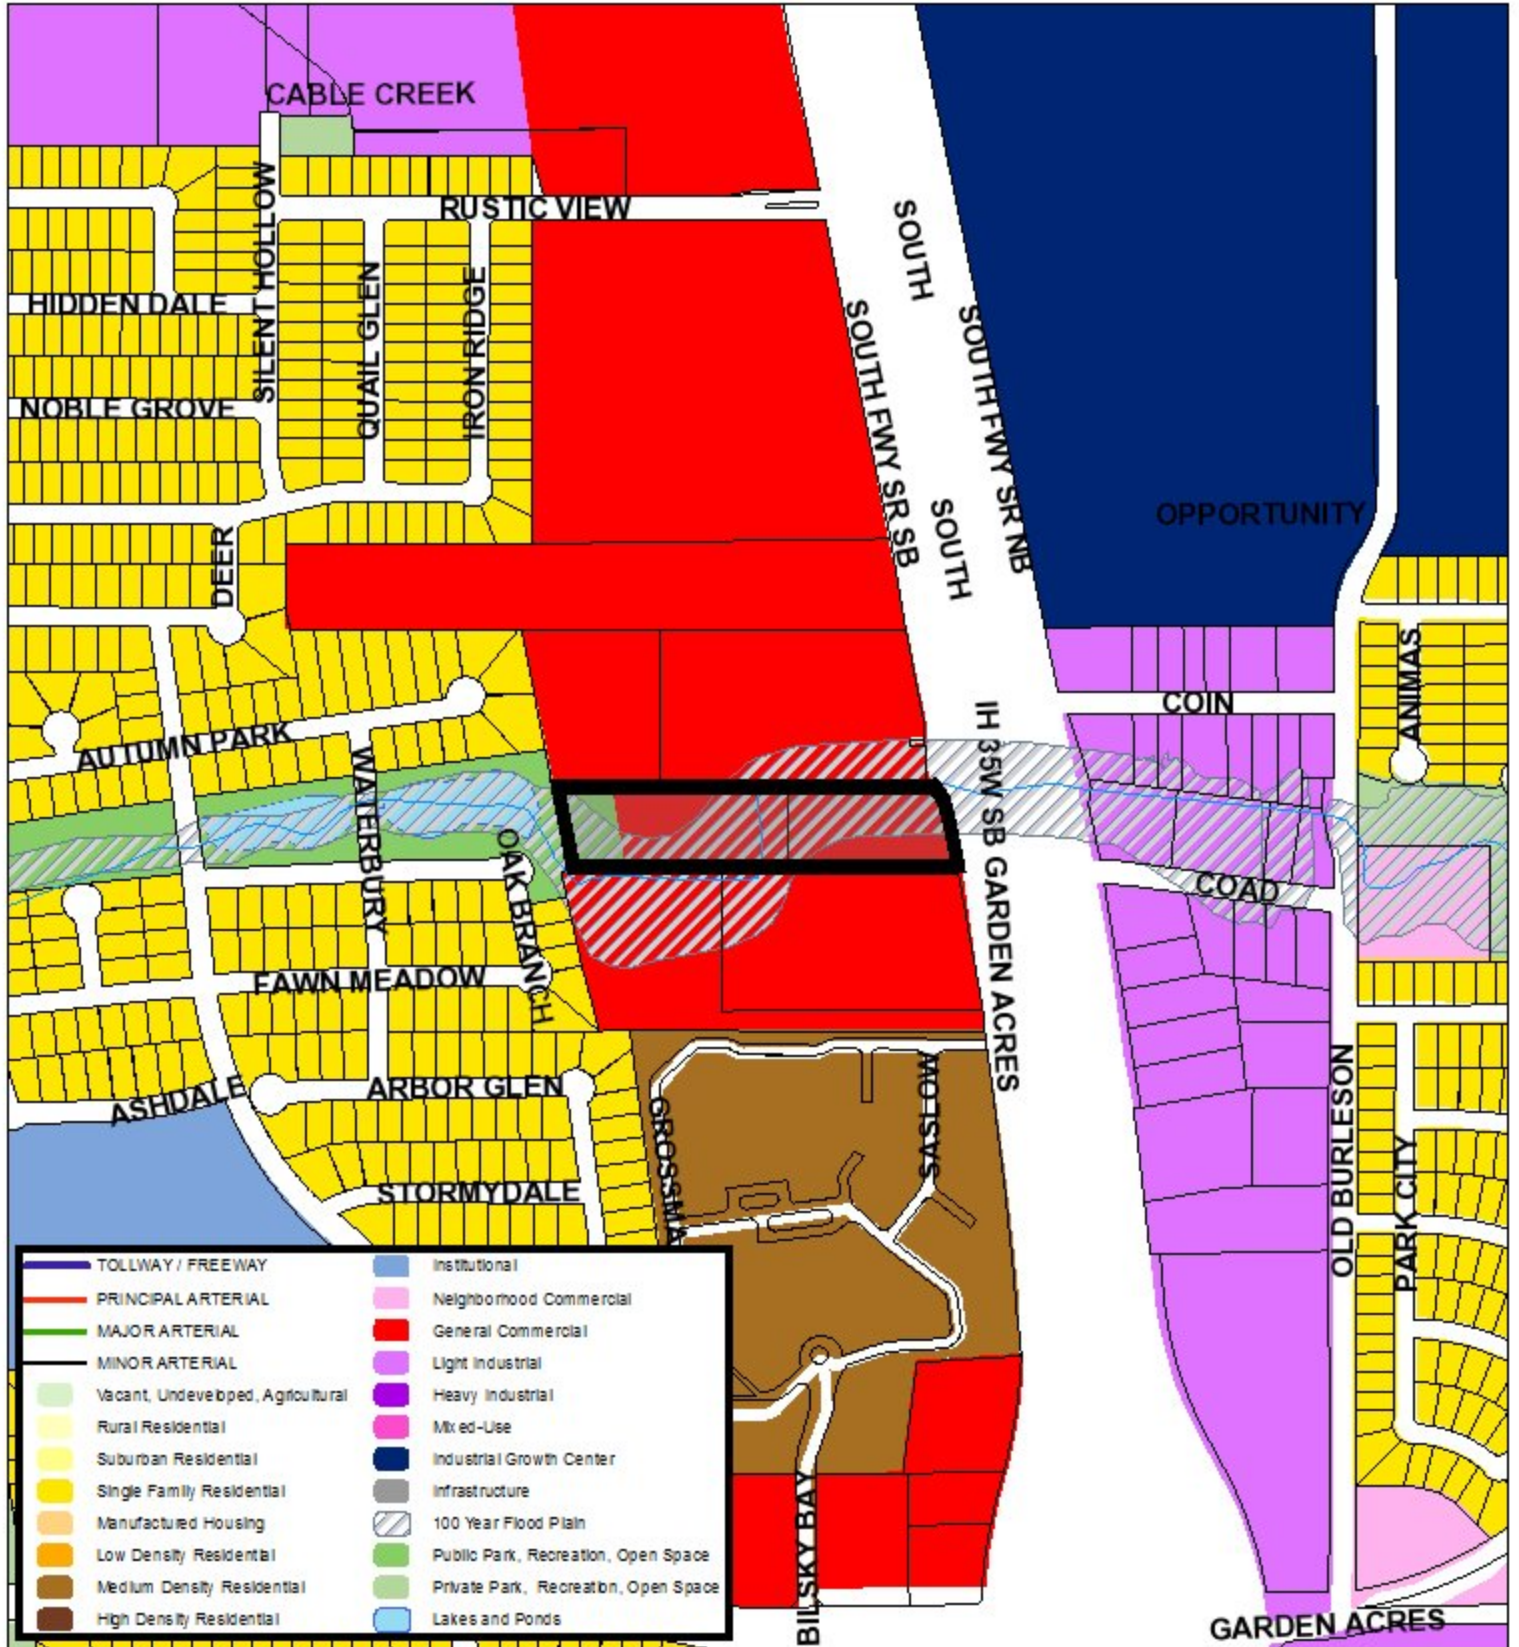 CABLE CREEK
SILENT HOLLOW
RUSTIC VIEW
SOUTH
HIDDEN DALE
QUAIL GLEN
IRON RIDGE
SOUTH FWY SR SB
SOUTH FWY SR NB
NOBLE GROVE
SOUTH
OPPORTUNITY
DEER
ANIMAS
COIN
AUTUMN PARK
WATERBURY
IH 35W SB GARDEN ACRES
OAK BRANCH
COAD
FAWN MEADOW
ASHDALE
ARBOR GLEN
GROSSMA
SASLOW
OLD BURLESON
PARK CITY
STORMYDALE
TOLLWAY / FREEWAY
PRINCIPAL ARTERIAL
MAJOR ARTERIAL
MINOR ARTERIAL
Vacant, Undeveloped, Agricultural
Rural Residential
Suburban Residential
Single Family Residential
Manufactured Housing
Low Density Residential
Medium Density Residential
High Density Residential
Institutional
Neighborhood Commercial
General Commercial
Light Industrial
Heavy Industrial
Mixed-Use
Industrial Growth Center
Infrastructure
100 Year Flood Plain
Public Park, Recreation, Open Space
Private Park, Recreation, Open Space
Lakes and Ponds
BILSKY BAY
GARDEN ACRES